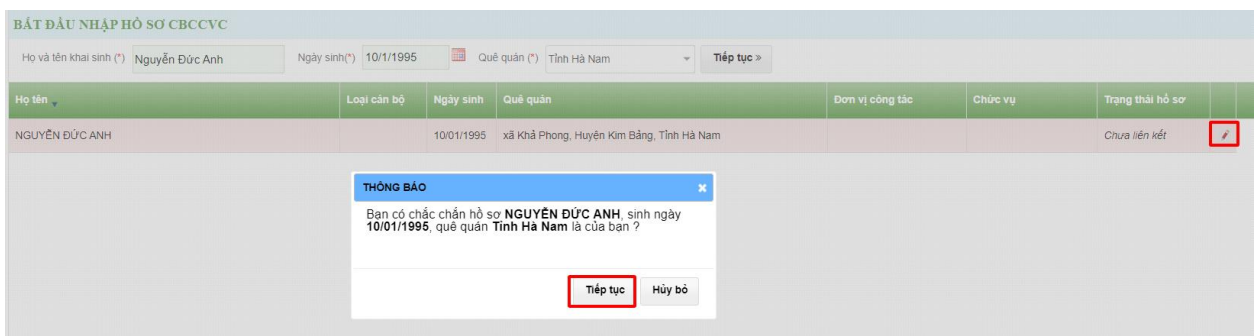 BẮT ĐẦU NHẬP HỒ SƠ CBCCVC
Họ và tên khai sinh (*) Nguyễn Đức Anh Ngày sinh(*) 10/1/1995 Quê quán (*) Tỉnh Hà Nam Tiếp tục »
Họ tên Loại cán bộ Ngày sinh Quê quán Đơn vị công tác Chức vụ Trạng thái hồ sơ
NGUYỄN ĐỨC ANH 10/01/1995 xã Khả Phong, Huyện Kim Bảng, Tỉnh Hà Nam Chưa liên kết
THÔNG BÁO x
Bạn có chắc chắn hồ sơ NGUYỄN ĐỨC ANH, sinh ngày
10/01/1995, quê quán Tỉnh Hà Nam là của bạn ?
Tiếp tục Hủy bỏ